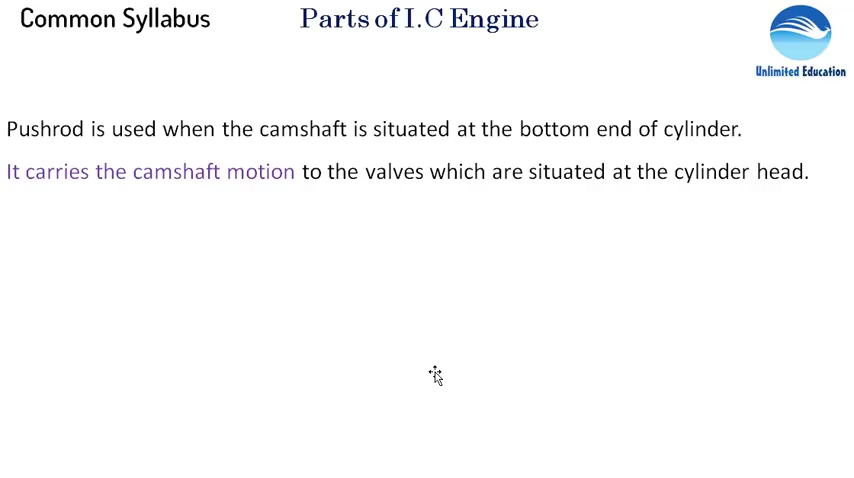 Common Syllabus
Parts of I.C Engine
Unlimited Education
Pushrod is used when the camshaft is situated at the bottom end of cylinder.
It carries the camshaft motion to the valves which are situated at the cylinder head.